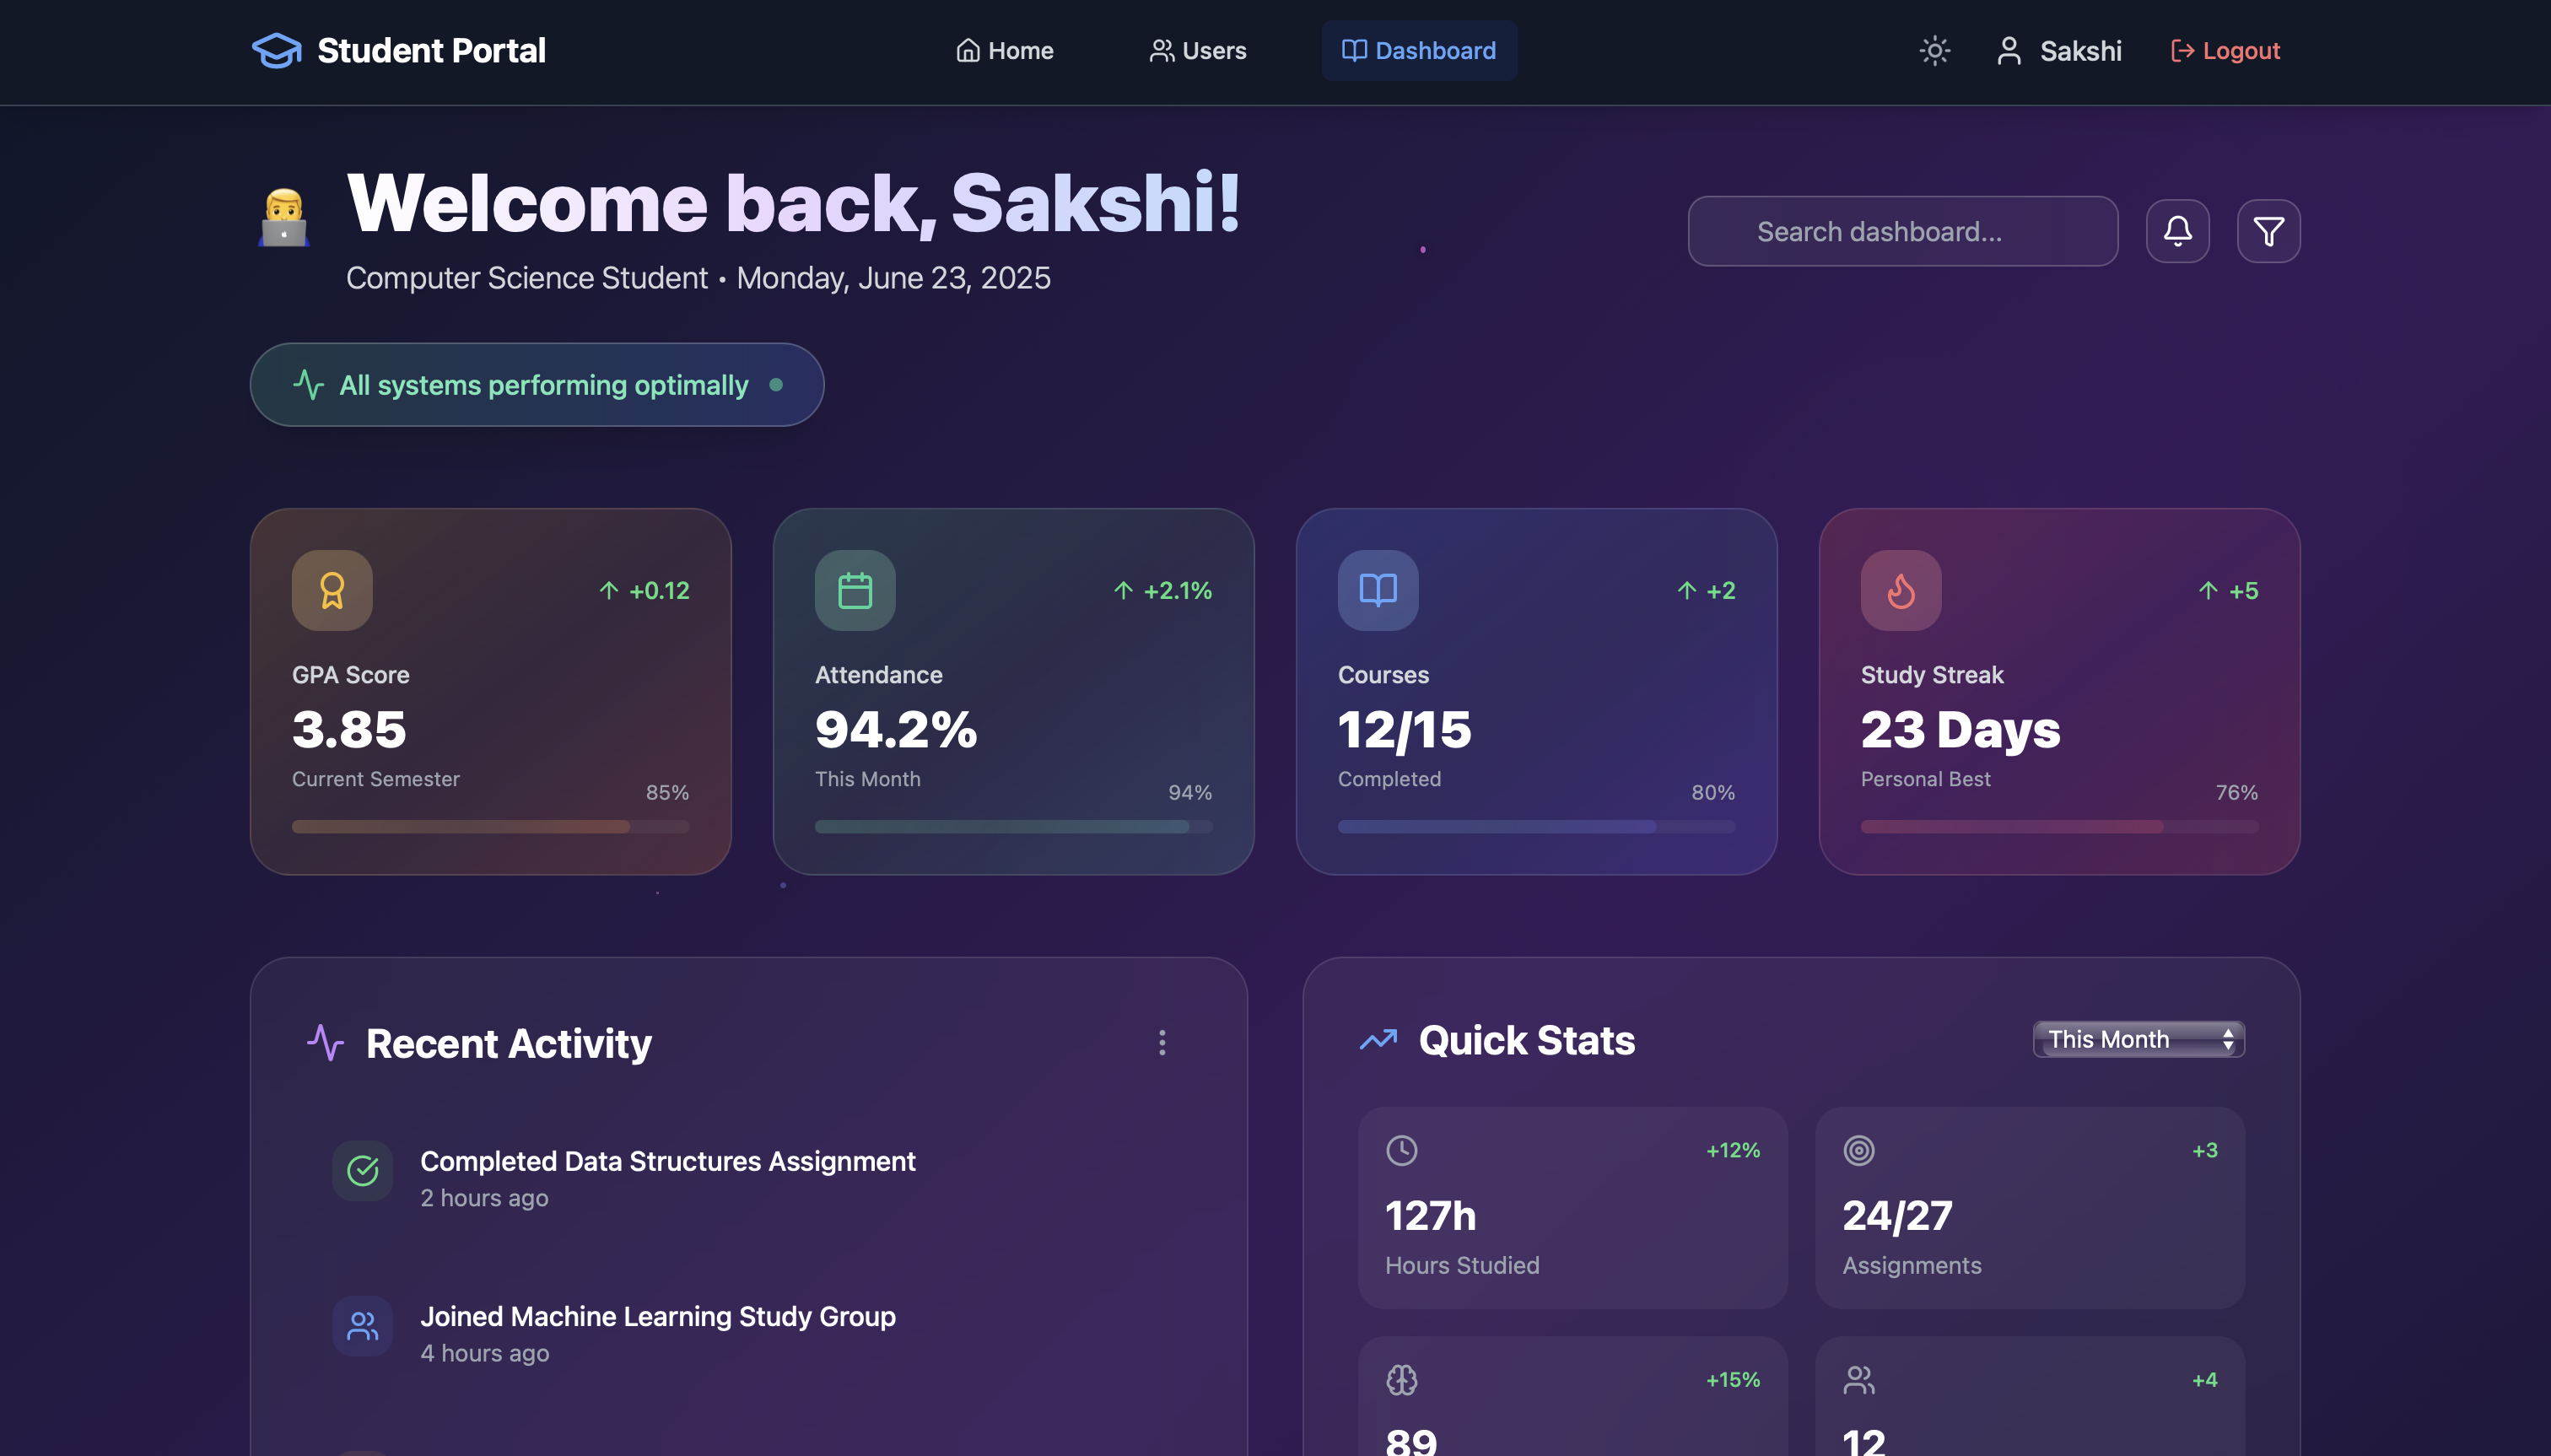 Student Portal
Home
Users
Dashboard
Sakshi
Logout
Welcome back, Sakshi!
Computer Science Student • Monday, June 23, 2025
Search dashboard...
All systems performing optimally
+0.12
GPA Score
3.85
Current Semester
85%
+2.1%
Attendance
94.2%
This Month
94%
+2
Courses
12/15
Completed
80%
+5
Study Streak
23 Days
Personal Best
76%
Recent Activity
Completed Data Structures Assignment
2 hours ago
Joined Machine Learning Study Group
4 hours ago
Quick Stats
This Month
+12%
127h
Hours Studied
+3
24/27
Assignments
+15%
89
+4
12